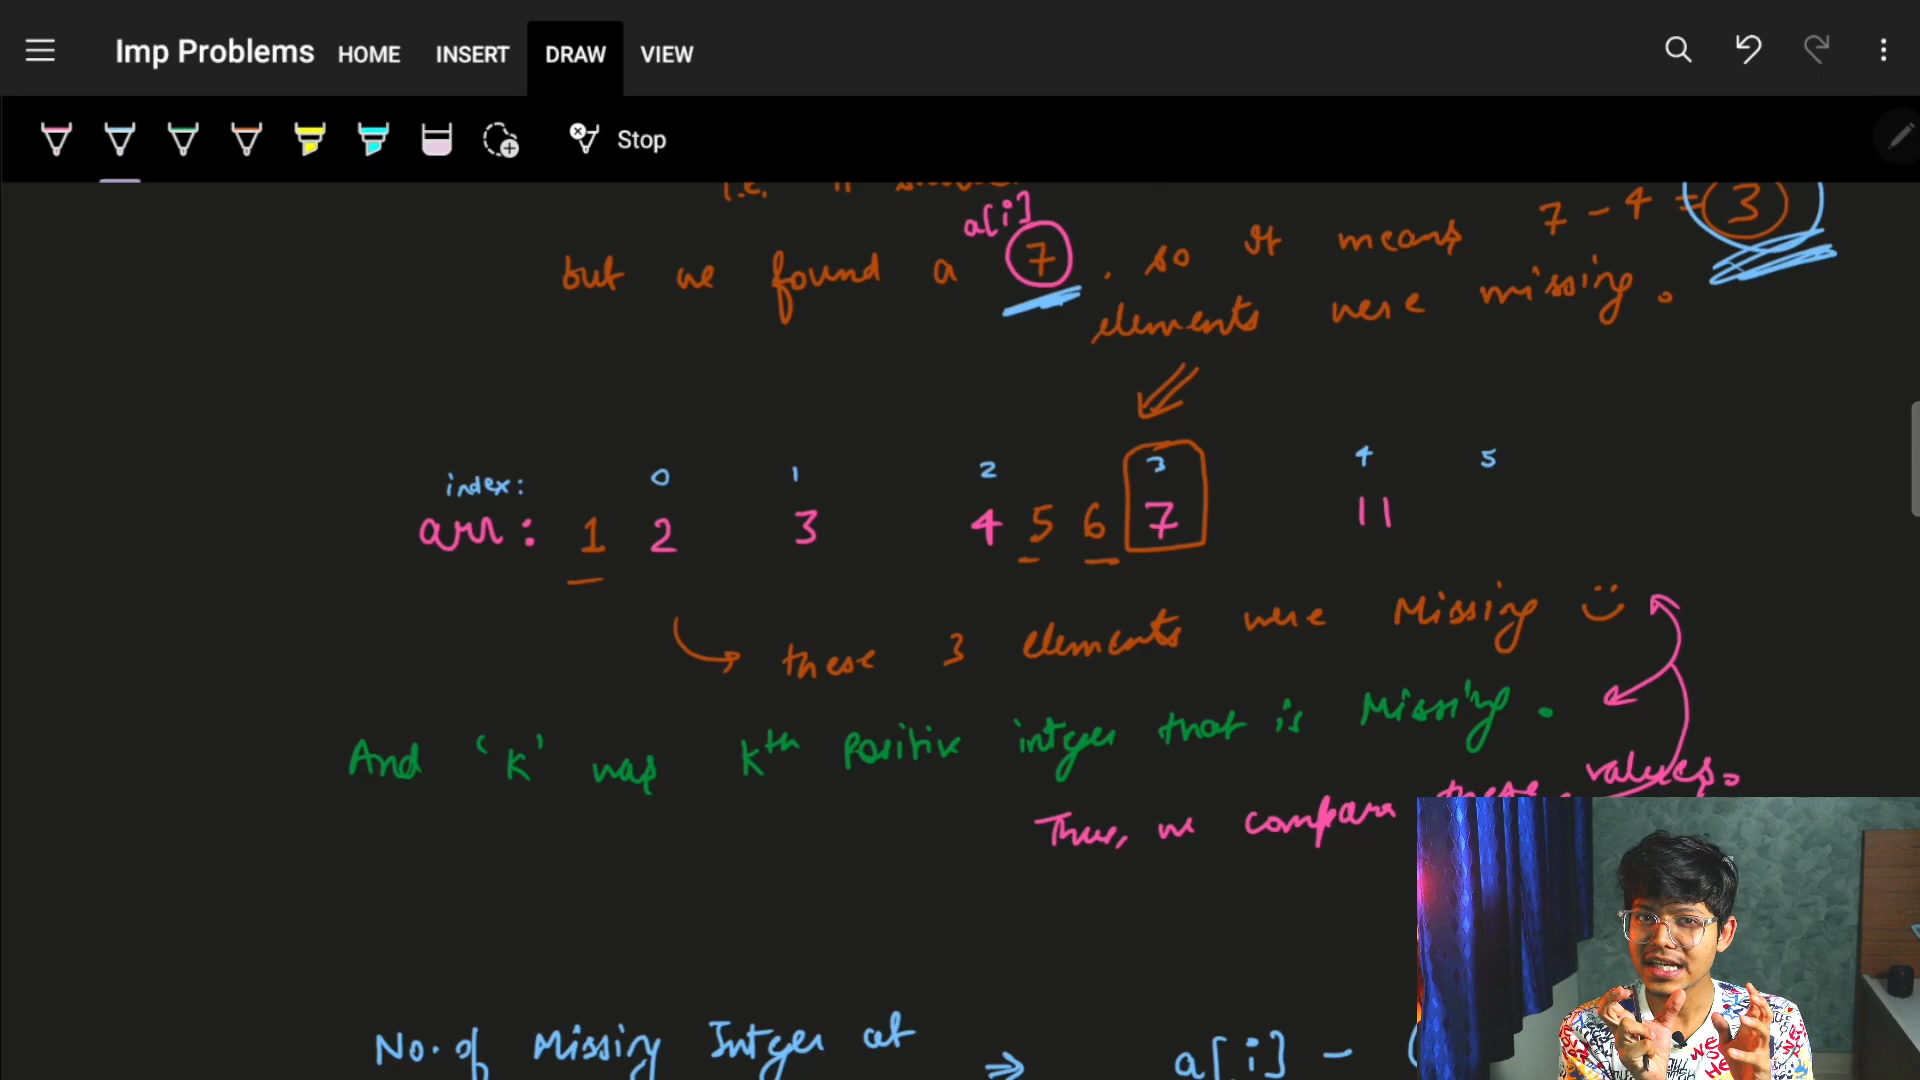 Imp Problems HOME INSERT DRAW VIEW
Stop
i.e. it
a[i]
7 - 4 = 3
but we found a 7 . so it means
elements were missing.
index: 0 1 2 3 4 5
arr: 1 2 3 4 5 6 7 11
these 3 elements were Missing
And 'K' was Kth Positive integer that is Missing.
Thus, we compare these values.
No. of Missing Integer at => a[i] - (